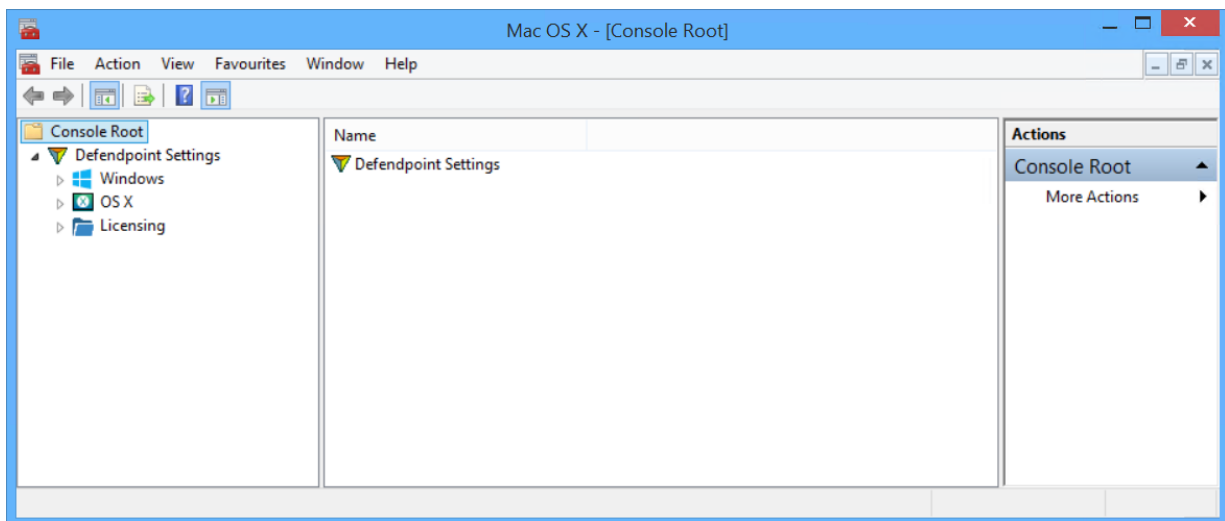 Mac OS X - [Console Root]
File Action View Favourites Window Help
Console Root
Defendpoint Settings
Windows
OS X
Licensing
Name
Defendpoint Settings
Actions
Console Root
More Actions